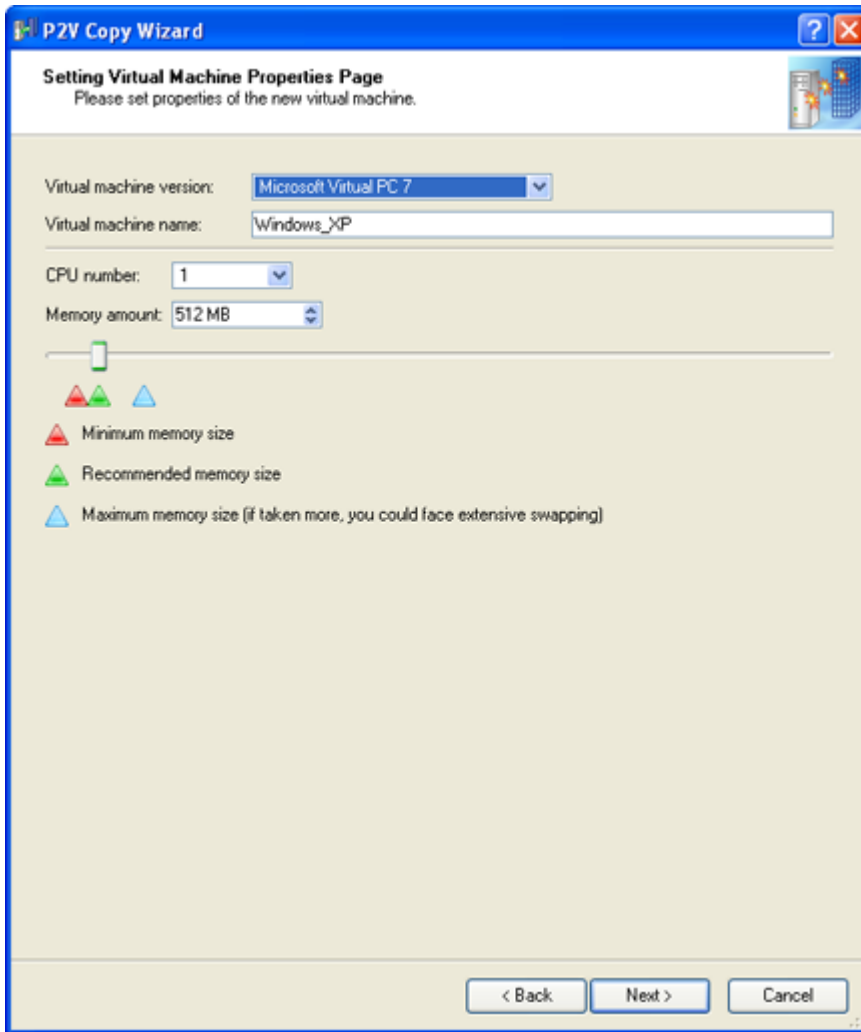 P2V Copy Wizard
Setting Virtual Machine Properties Page
Please set properties of the new virtual machine.
Virtual machine version: Microsoft Virtual PC 7
Virtual machine name: Windows_XP
CPU number: 1
Memory amount: 512 MB
Minimum memory size
Recommended memory size
Maximum memory size (if taken more, you could face extensive swapping)
< Back Next > Cancel